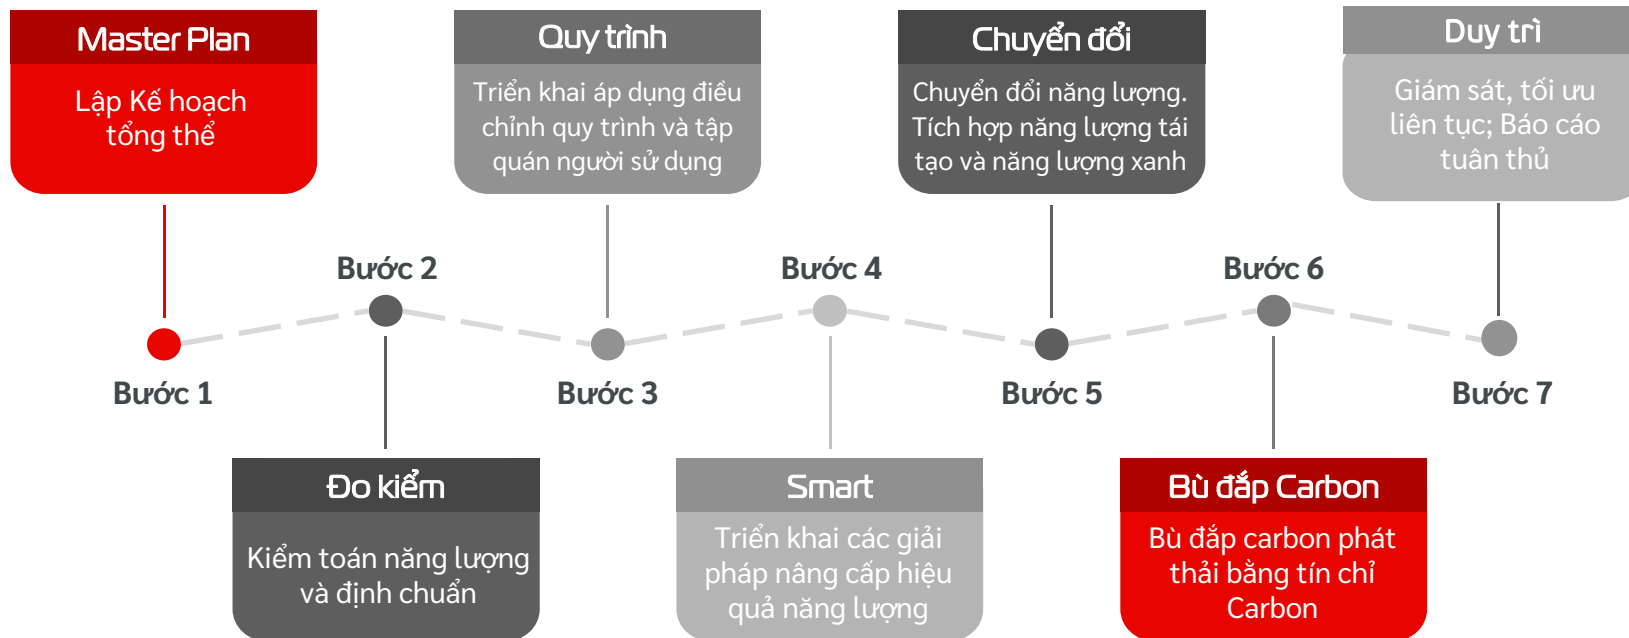 Master Plan
Lập Kế hoạch
tổng thể
Bước 1
Bước 2
Đo kiểm
Kiểm toán năng lượng
và định chuẩn
Quy trình
Triển khai áp dụng điều
chỉnh quy trình và tập
quán người sử dụng
Bước 3
Bước 4
Smart
Triển khai các giải
pháp nâng cấp hiệu
quả năng lượng
Chuyển đổi
Chuyển đổi năng lượng.
Tích hợp năng lượng tái
tạo và năng lượng xanh
Bước 5
Bước 6
Bù đắp Carbon
Bù đắp carbon phát
thải bằng tín chỉ
Carbon
Duy trì
Giám sát, tối ưu
liên tục; Báo cáo
tuân thủ
Bước 7